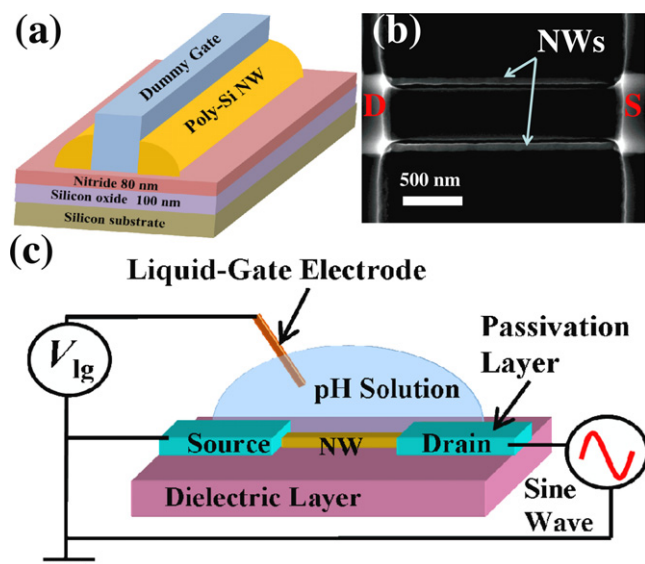 (a)
Dummy Gate
Poly-Si NW
Nitride 80 nm
Silicon oxide 100 nm
Silicon substrate
(b)
NWs
D
S
500 nm
(c)
Liquid-Gate Electrode
Vlg
Passivation
Layer
pH Solution
Source
NW
Drain
Dielectric Layer
Sine
Wave